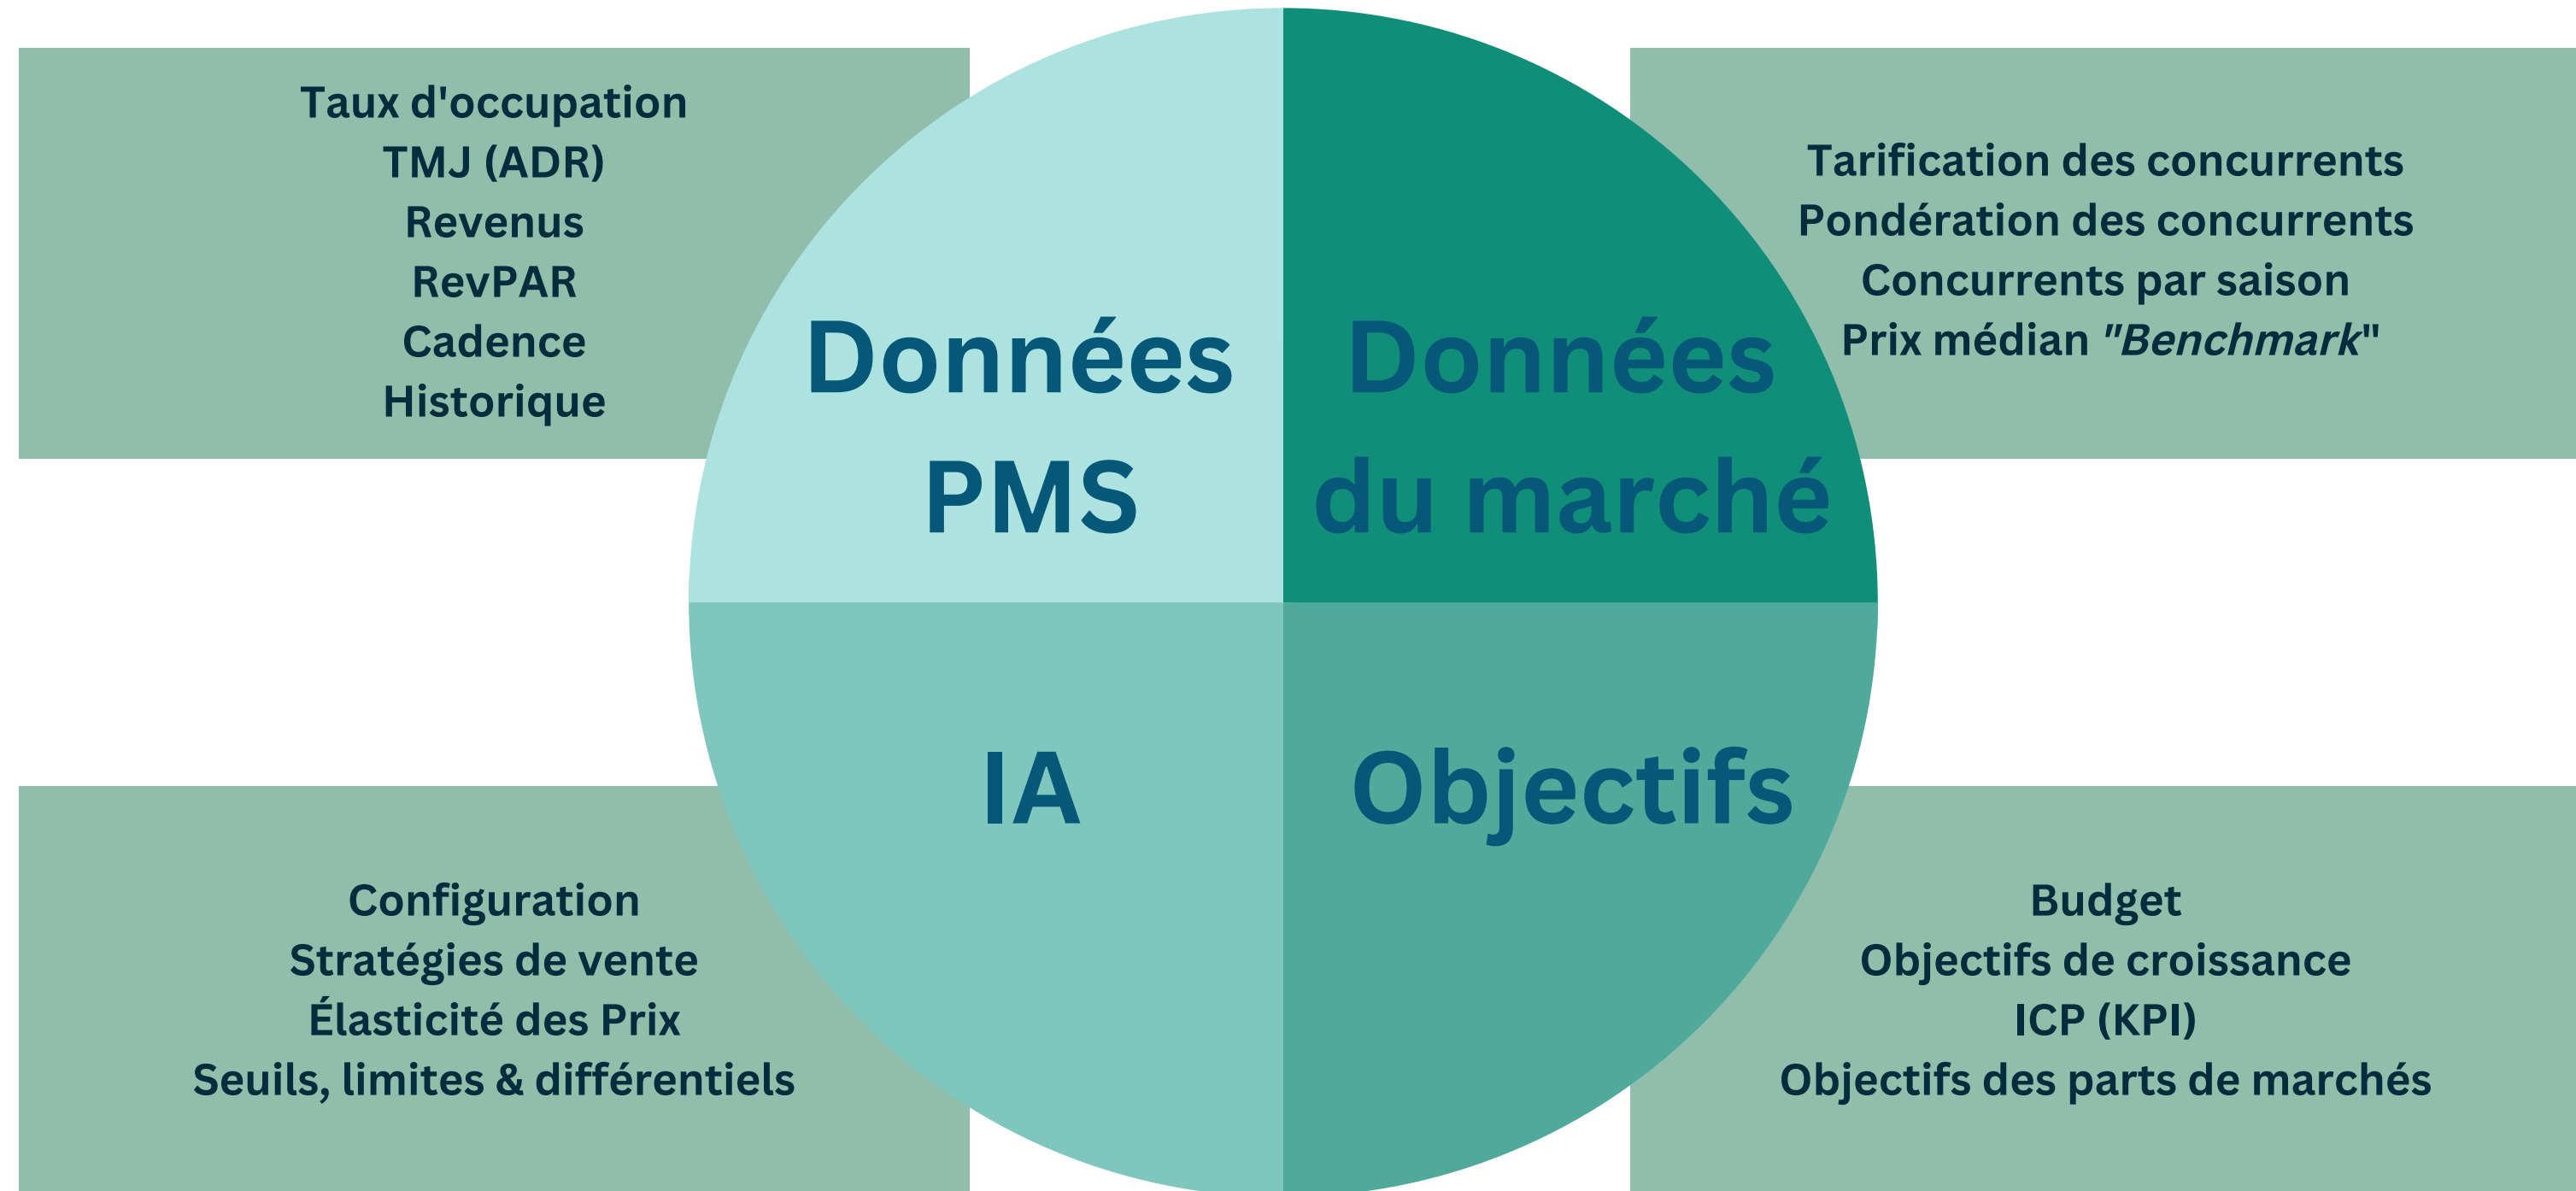 Taux d'occupation
TMJ (ADR)
Revenus
RevPAR
Cadence
Historique
Données
PMS
Données
du marché
Tarification des concurrents
Pondération des concurrents
Concurrents par saison
Prix médian "Benchmark"
IA
Objectifs
Configuration
Stratégies de vente
Élasticité des Prix
Seuils, limites & différentiels
Budget
Objectifs de croissance
ICP (KPI)
Objectifs des parts de marchés